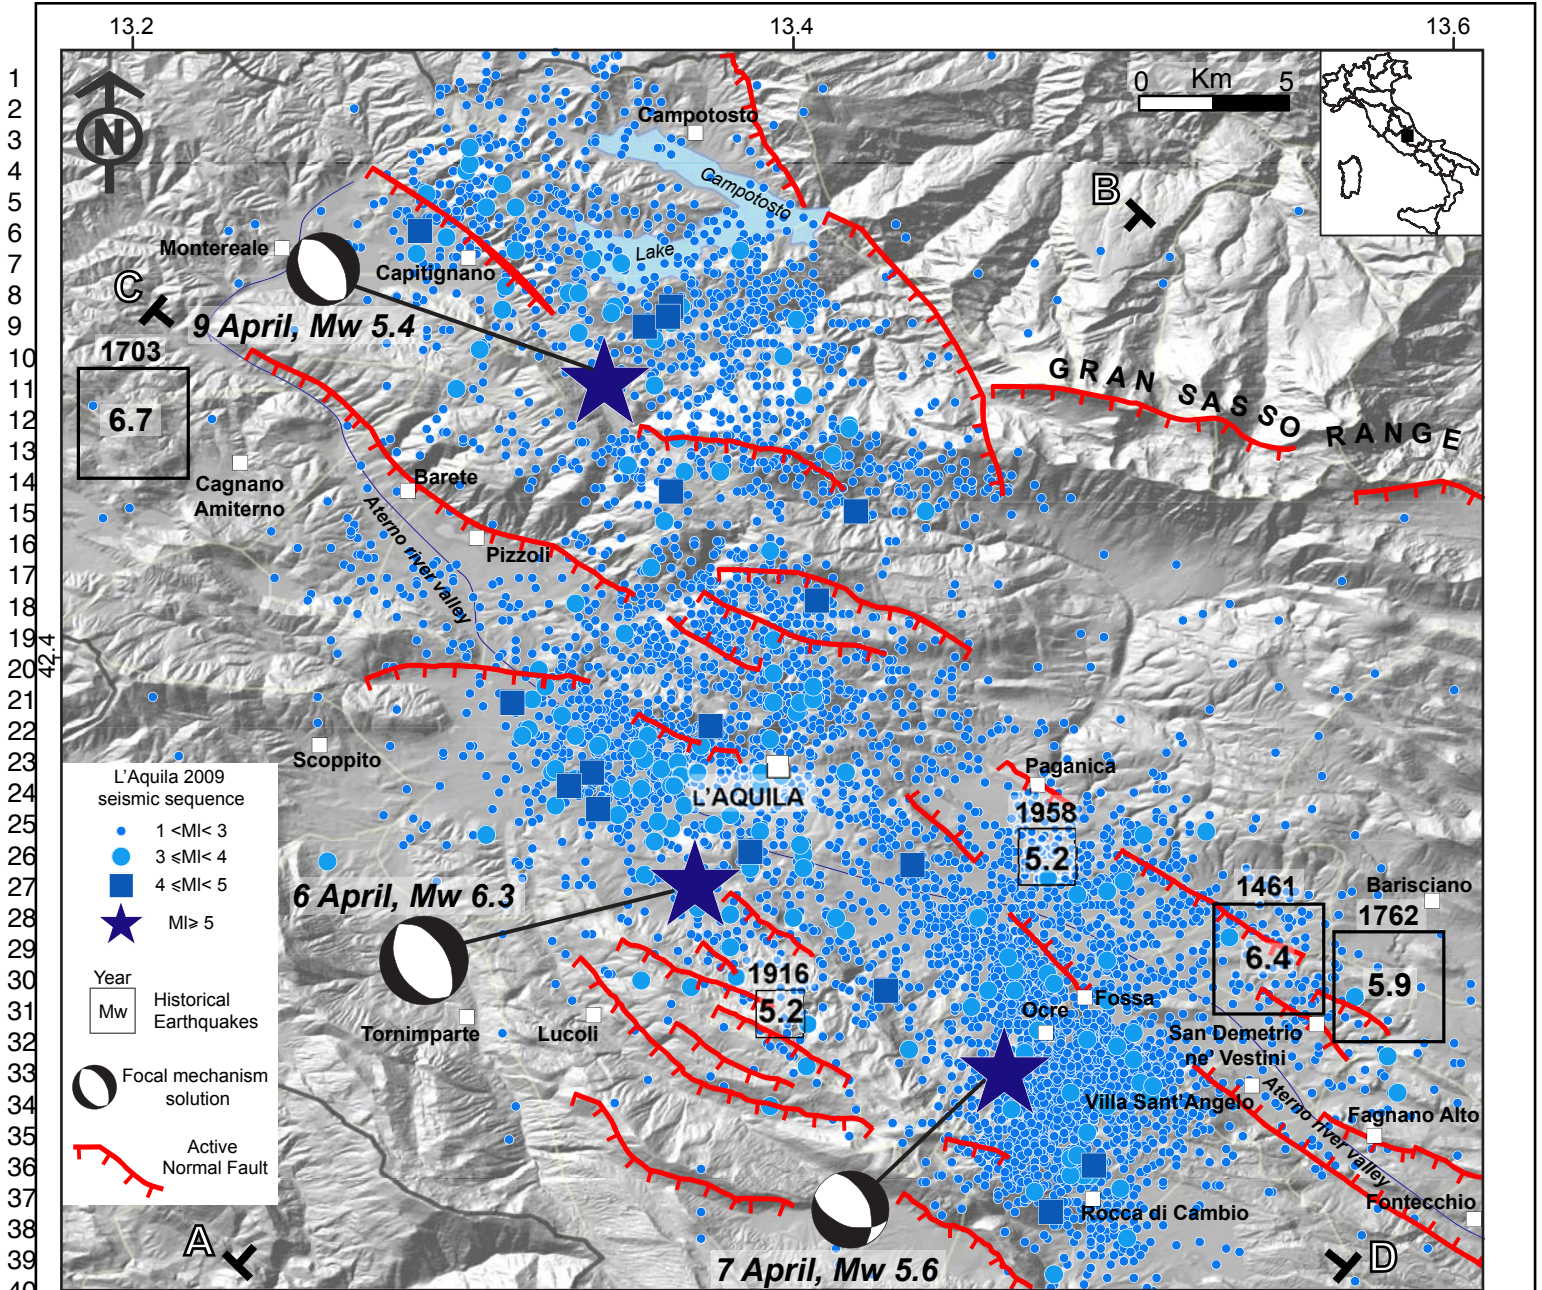 13.2
13.4
13.6
1
2
3
4
5
6
7
8
9
10
11
12
13
14
15
16
17
18
19
20
21
22
23
24
25
26
27
28
29
30
31
32
33
34
35
36
37
38
39
40
42.4
N
0 Km 5
Campotosto
Campotosto
Lake
B
Montereale
Capitignano
C
9 April, Mw 5.4
1703
6.7
GRAN SASSO RANGE
Cagnano
Amiterno
Barete
Aterno river valley
Pizzoli
Scoppito
L'AQUILA
Paganica
1958
5.2
6 April, Mw 6.3
1461
6.4
Barisciano
1762
5.9
1916
5.2
Fossa
Ocre
San Demetrio
ne' Vestini
Tornimparte
Lucoli
Villa Sant'Angelo
Aterno river valley
Fagnano Alto
Fontecchio
Rocca di Cambio
7 April, Mw 5.6
A
D
L'Aquila 2009
seismic sequence
1 <Ml< 3
3 ⩽Ml< 4
4 ⩽Ml< 5
Ml⩾ 5
Year
Mw
Historical
Earthquakes
Focal mechanism
solution
Active
Normal Fault